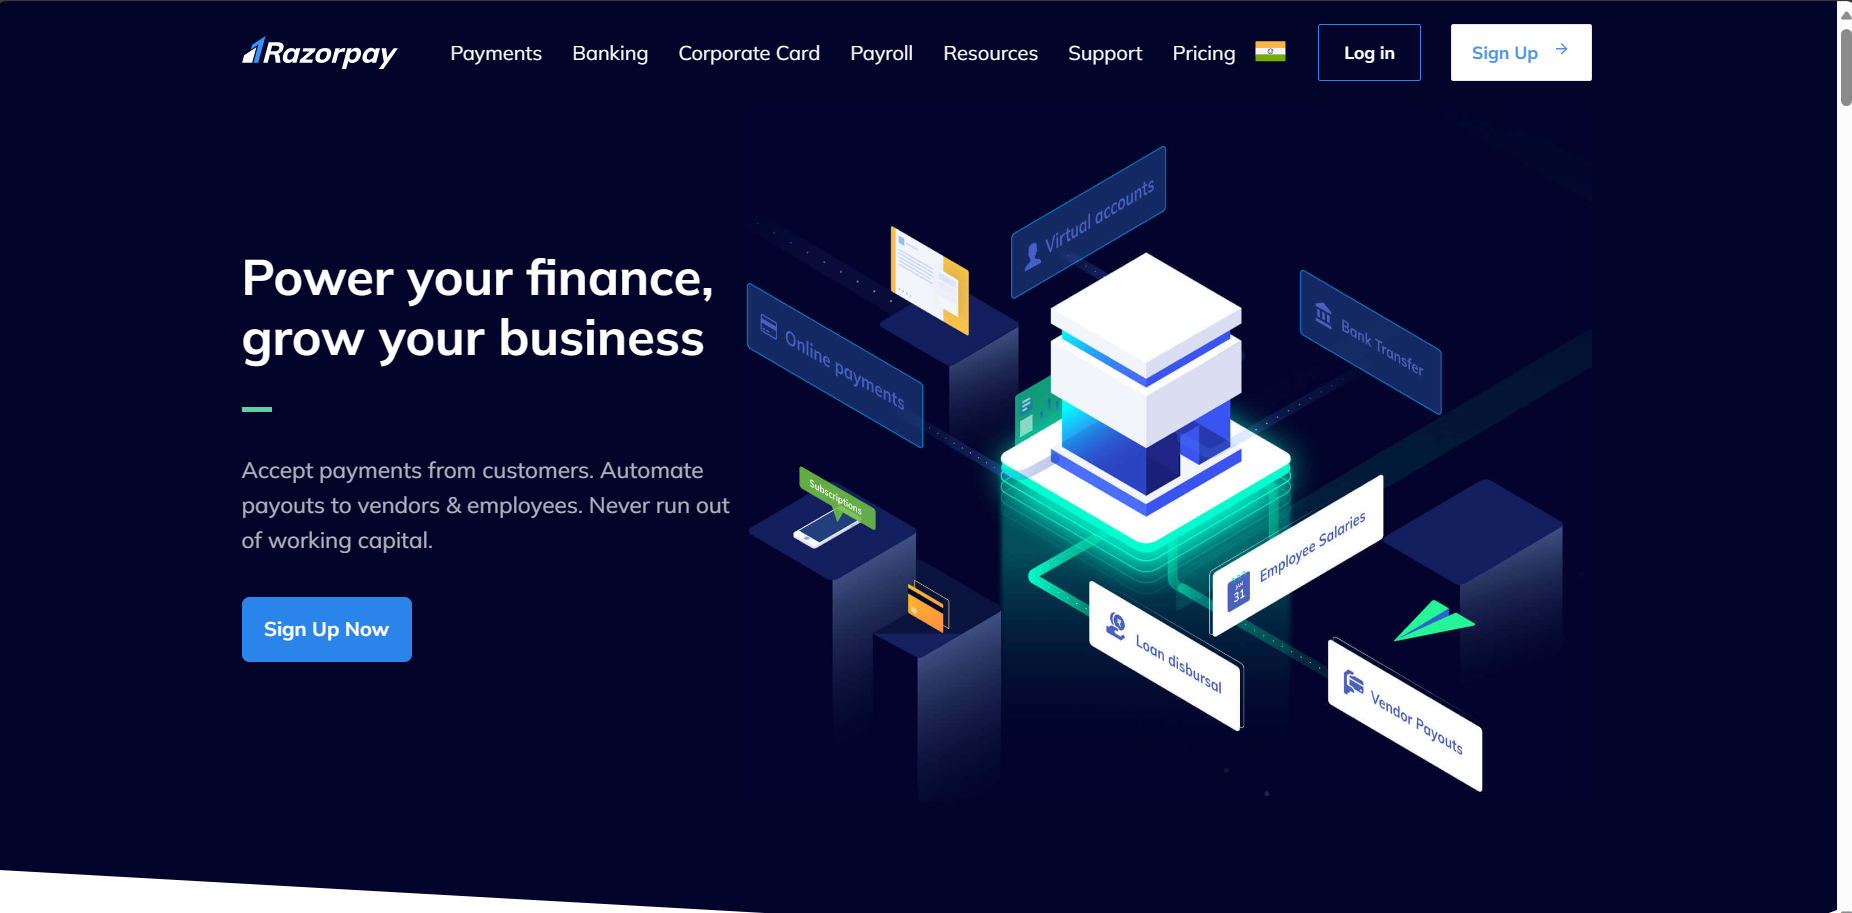 Razorpay
Payments
Banking
Corporate Card
Payroll
Resources
Support
Pricing
Log in
Sign Up
Power your finance,
grow your business
Accept payments from customers. Automate
payouts to vendors & employees. Never run out
of working capital.
Sign Up Now
Virtual accounts
Bank Transfer
Online payments
Subscriptions
JAN
31
Employee Salaries
Loan disbursal
Vendor Payouts